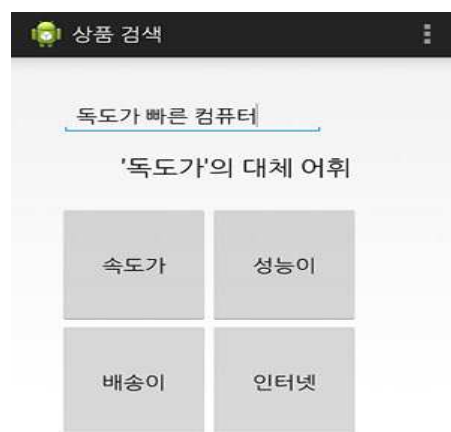 상품 검색
독도가 빠른 컴퓨터
'독도가'의 대체 어휘
속도가 성능이
배송이 인터넷